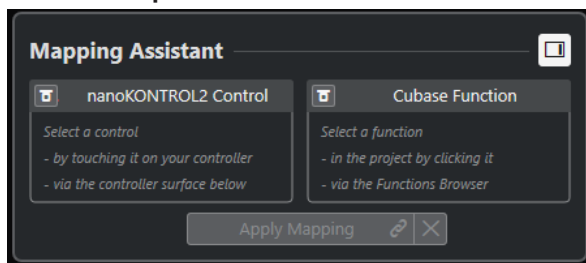 Mapping Assistant
nanoKONTROL2 Control
Select a control
- by touching it on your controller
- via the controller surface below
Cubase Function
Select a function
- in the project by clicking it
- via the Functions Browser
Apply Mapping